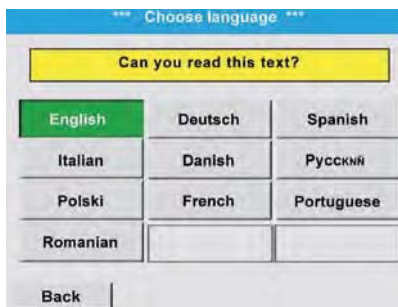 *** Choose language ***
Can you read this text?
English Deutsch Spanish
Italian Danish Русский
Polski French Portuguese
Romanian
Back